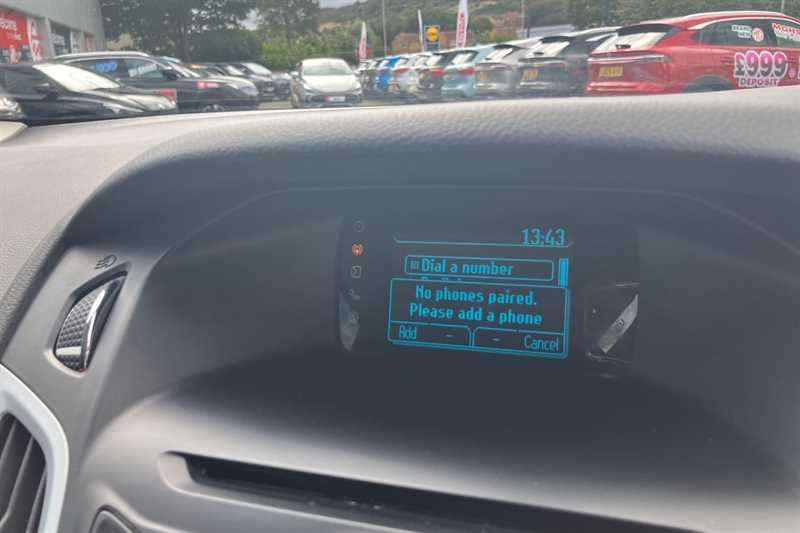 £999
DEPOSIT
13:43
Dial a number
No phones paired.
Please add a phone
Add – – Cancel